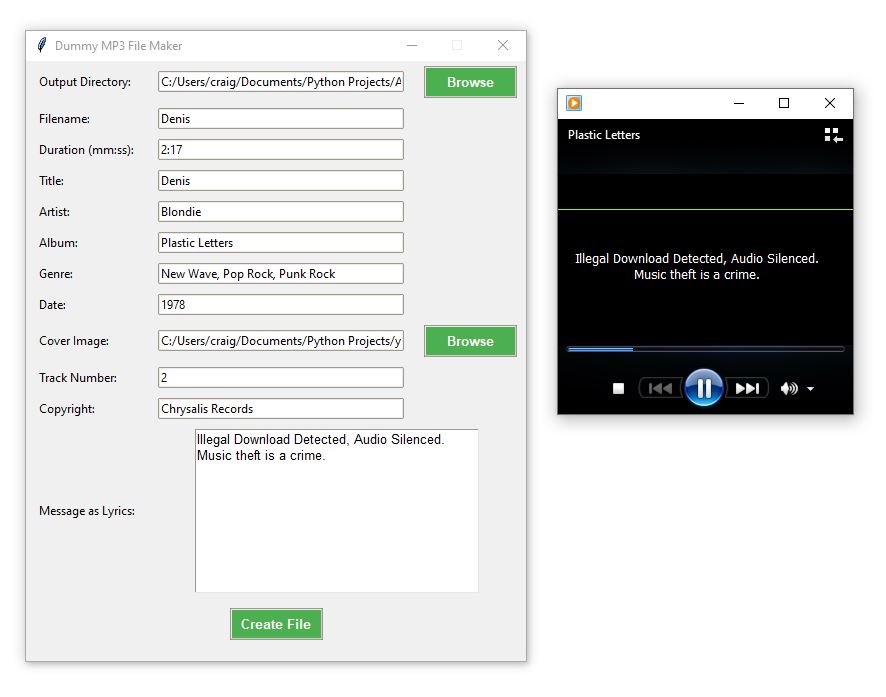 Dummy MP3 File Maker
Output Directory: C:/Users/craig/Documents/Python Projects/A Browse
Filename: Denis
Duration (mm:ss): 2:17
Title: Denis
Artist: Blondie
Album: Plastic Letters
Genre: New Wave, Pop Rock, Punk Rock
Date: 1978
Cover Image: C:/Users/craig/Documents/Python Projects/y Browse
Track Number: 2
Copyright: Chrysalis Records
Message as Lyrics:
Illegal Download Detected, Audio Silenced.
Music theft is a crime.
Create File
Plastic Letters
Illegal Download Detected, Audio Silenced.
Music theft is a crime.